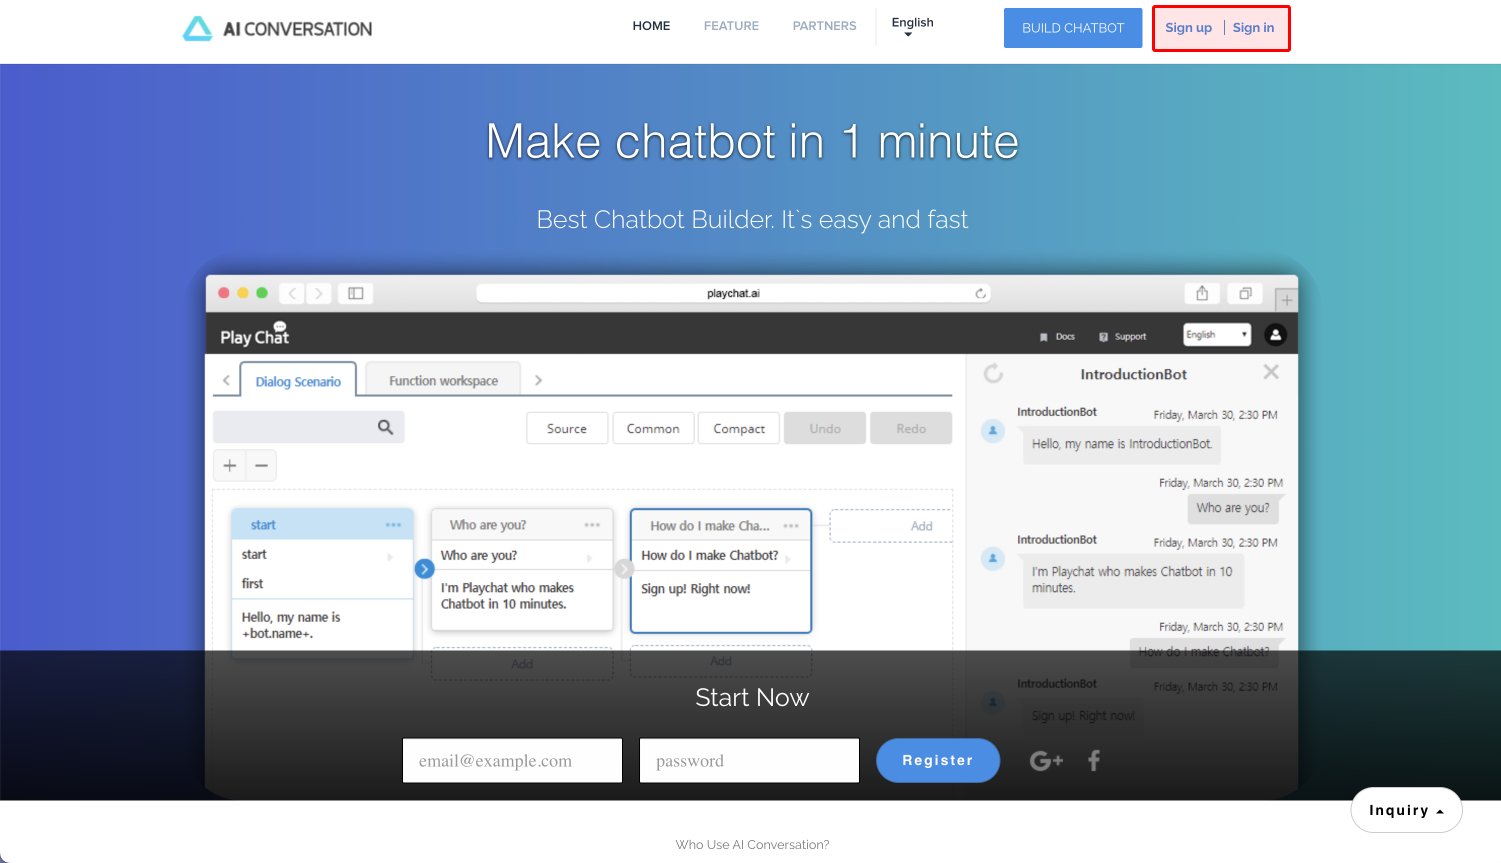 AI CONVERSATION
HOME
FEATURE
PARTNERS
English
BUILD CHATBOT
Sign up
Sign in
Make chatbot in 1 minute
Best Chatbot Builder. It`s easy and fast
playchat.ai
Play Chat
Docs
Support
English
Dialog Scenario
Function workspace
IntroductionBot
Source
Common
Compact
Undo
Redo
start
start
first
Hello, my name is
+bot.name+.
Who are you?
Who are you?
I'm Playchat who makes
Chatbot in 10 minutes.
Add
How do I make Cha...
How do I make Chatbot?
Sign up! Right now!
Add
Add
IntroductionBot
Friday, March 30, 2:30 PM
Hello, my name is IntroductionBot.
Friday, March 30, 2:30 PM
Who are you?
IntroductionBot
Friday, March 30, 2:30 PM
I'm Playchat who makes Chatbot in 10
minutes.
Friday, March 30, 2:30 PM
How do I make Chatbot?
IntroductionBot
Friday, March 30, 2:30 PM
Sign up! Right now!
Start Now
email@example.com
password
Register
G+
f
Inquiry
Who Use AI Conversation?